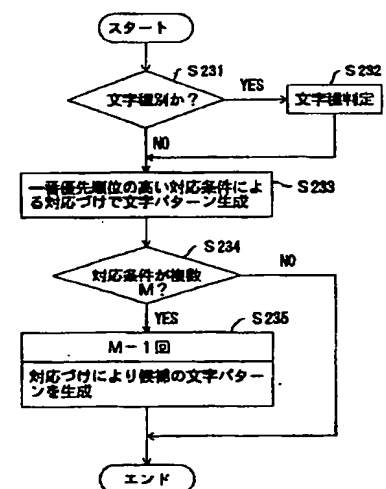 スタート
S231
文字種別か?
YES
S232
文字種判定
NO
一番優先順位の高い対応条件によ
る対応づけで文字パターン生成
S233
S234
対応条件が複数
M?
NO
YES
S235
M-1回
対応づけにより候補の文字パター
ンを生成
エンド